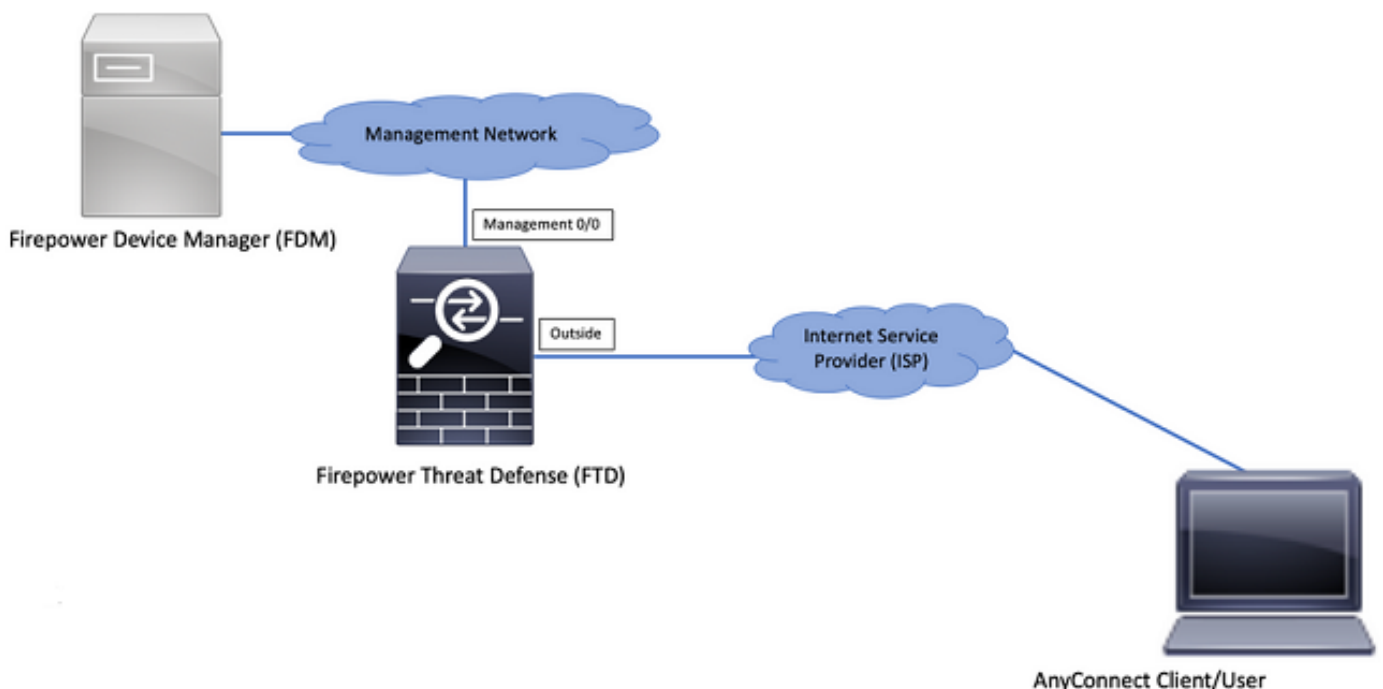 Management Network
Firepower Device Manager (FDM)
Management 0/0
Outside
Internet Service
Provider (ISP)
Firepower Threat Defense (FTD)
AnyConnect Client/User